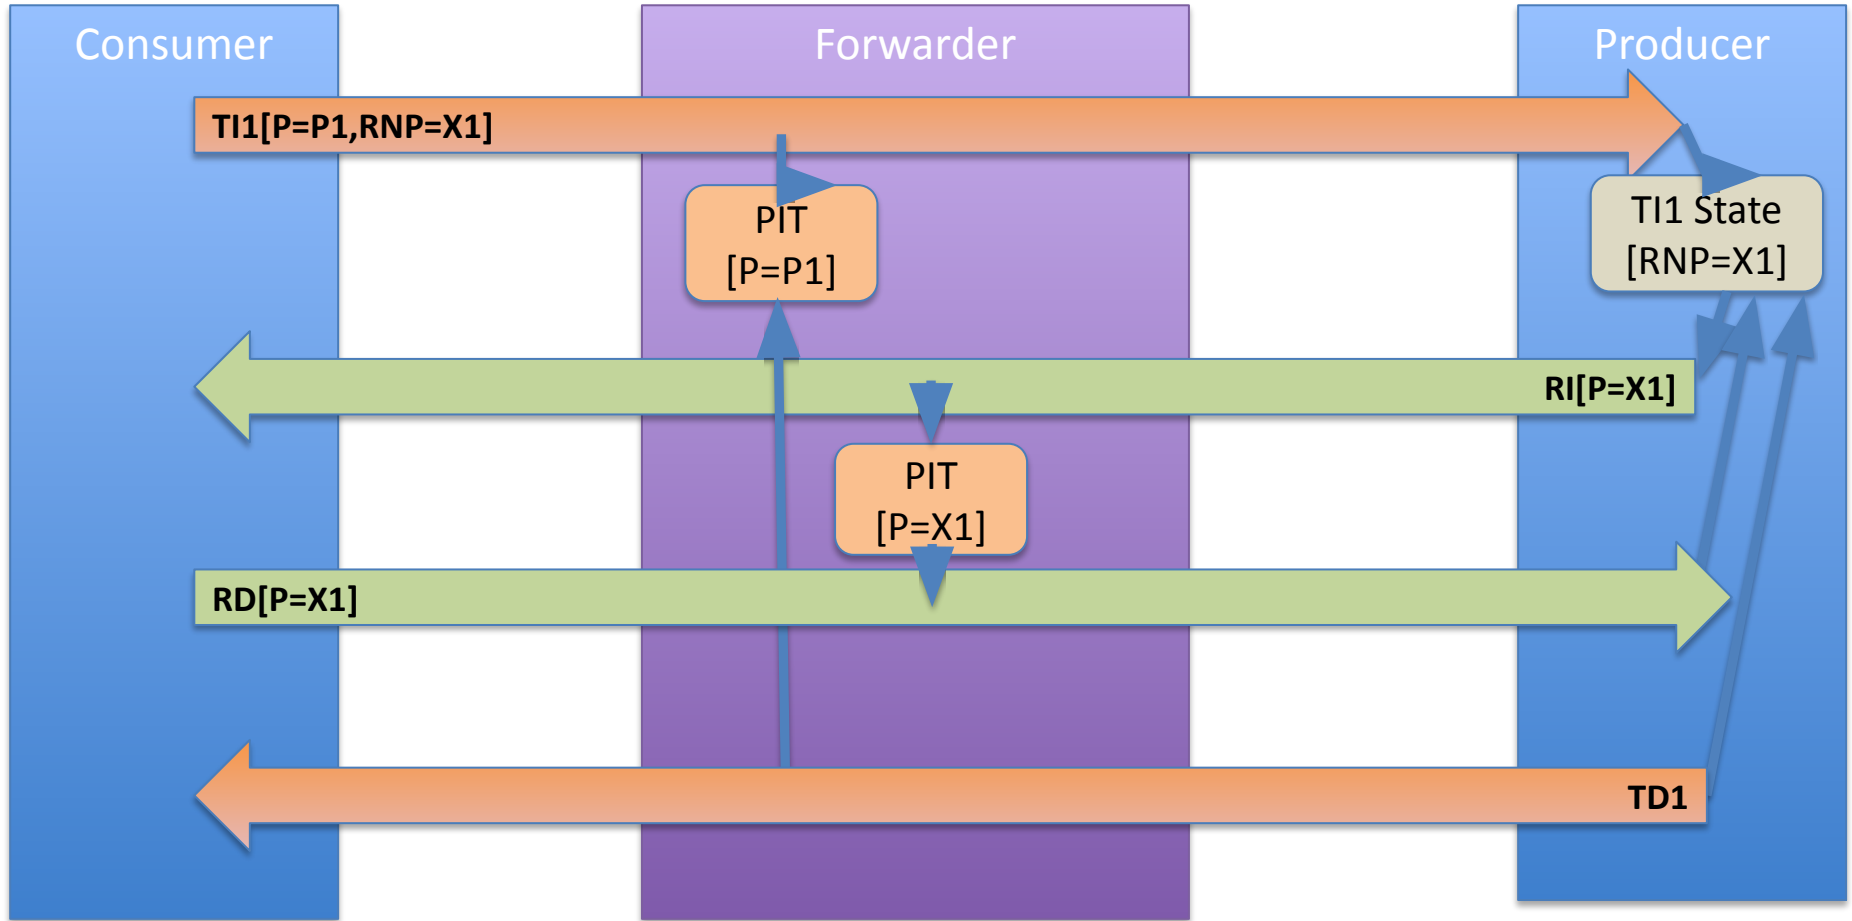 Consumer
Forwarder
Producer
TI1[P=P1,RNP=X1]
PIT
[P=P1]
TI1 State
[RNP=X1]
RI[P=X1]
PIT
[P=X1]
RD[P=X1]
TD1